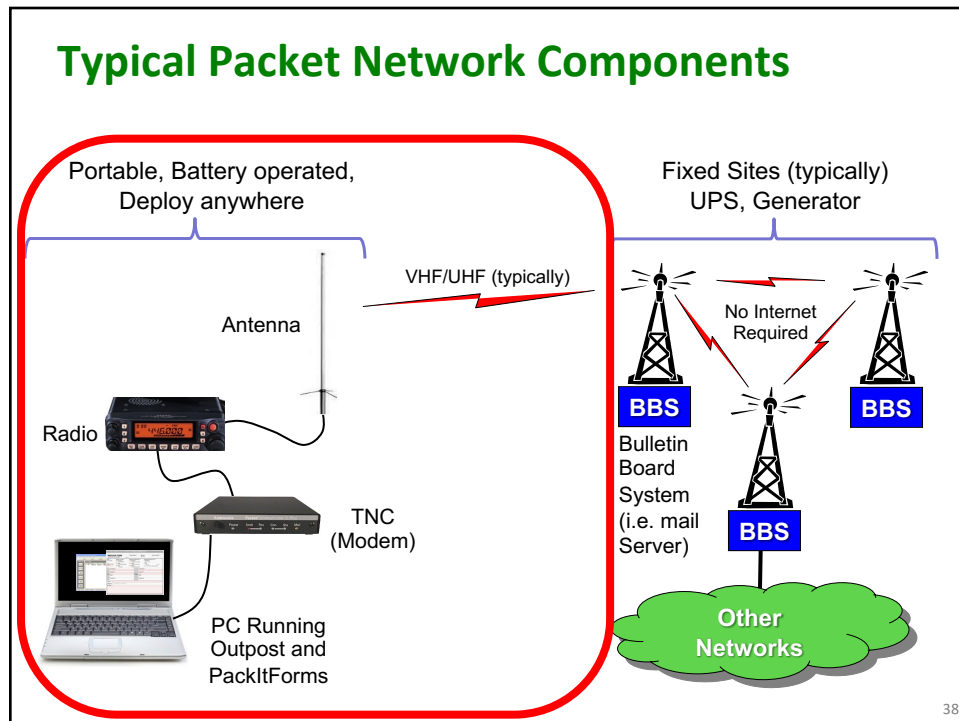 Typical Packet Network Components
Portable, Battery operated,
Deploy anywhere
Fixed Sites (typically)
UPS, Generator
VHF/UHF (typically)
No Internet
Required
Antenna
Radio
446.000
TNC
(Modem)
PC Running
Outpost and
PackItForms
BBS
BBS
Bulletin
Board
System
(i.e. mail
Server)
BBS
Other
Networks
38